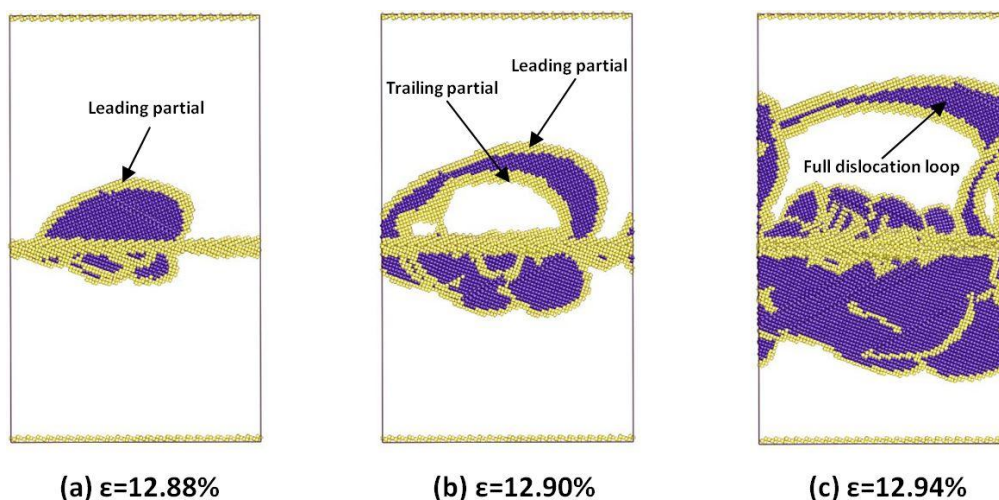 Leading partial
Trailing partial
Leading partial
Full dislocation loop
(a) ε=12.88%
(b) ε=12.90%
(c) ε=12.94%